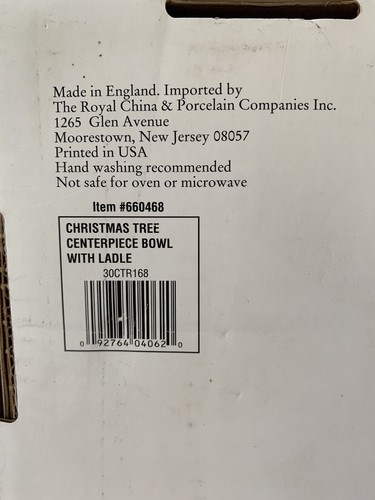 Made in England. Imported by
The Royal China & Porcelain Companies Inc.
1265 Glen Avenue
Moorestown, New Jersey 08057
Printed in USA
Hand washing recommended
Not safe for oven or microwave
Item #660468
CHRISTMAS TREE
CENTERPIECE BOWL
WITH LADLE
30CTR168
0 92764 04062 0